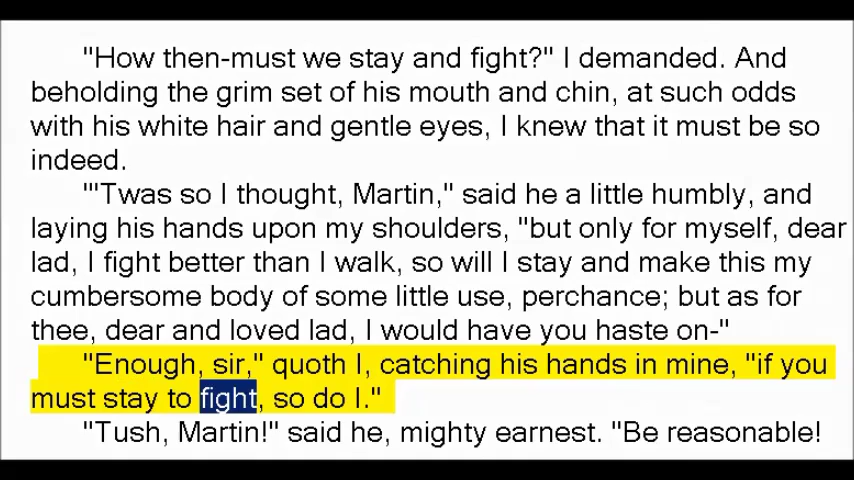 "How then-must we stay and fight?" I demanded. And
beholding the grim set of his mouth and chin, at such odds
with his white hair and gentle eyes, I knew that it must be so
indeed.
"'Twas so I thought, Martin," said he a little humbly, and
laying his hands upon my shoulders, "but only for myself, dear
lad, I fight better than I walk, so will I stay and make this my
cumbersome body of some little use, perchance; but as for
thee, dear and loved lad, I would have you haste on-"
"Enough, sir," quoth I, catching his hands in mine, "if you
must stay to fight, so do I."
"Tush, Martin!" said he, mighty earnest. "Be reasonable!